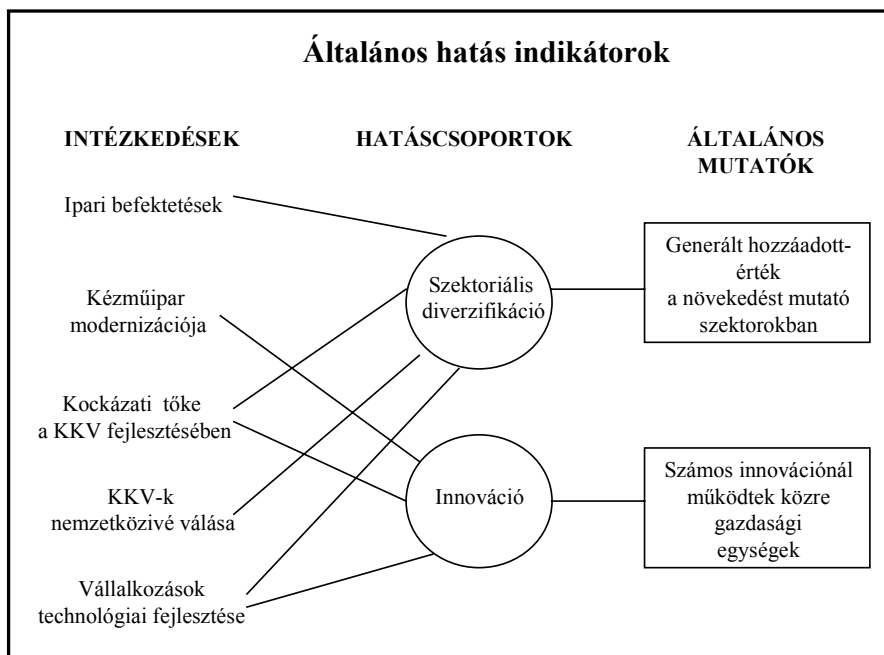 Általános hatás indikátorok
INTÉZKEDÉSEK
HATÁSCSOPORTOK
ÁLTALÁNOS
MUTATÓK
Ipari befektetések
Kézműipar
modernizációja
Kockázati tőke
a KKV fejlesztésében
KKV-k
nemzetközivé válása
Vállalkozások
technológiai fejlesztése
Szektoriális
diverzifikáció
Innováció
Generált hozzáadott-
érték
a növekedést mutató
szektorokban
Számos innovációnál
működtek közre
gazdasági
egységek